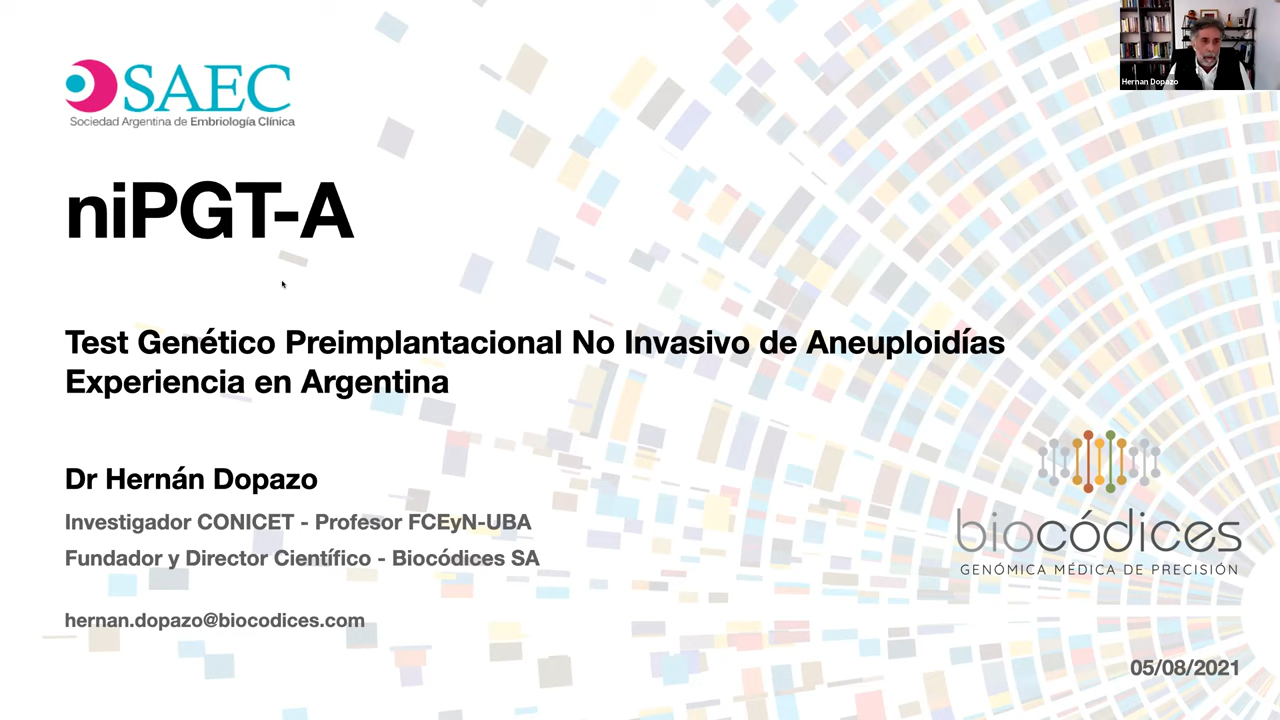 SAEC
Sociedad Argentina de Embriología Clínica
Hernan Dopazo
niPGT-A
Test Genético Preimplantacional No Invasivo de Aneuploidías
Experiencia en Argentina
Dr Hernán Dopazo
Investigador CONICET - Profesor FCEyN-UBA
Fundador y Director Científico - Biocódices SA
hernan.dopazo@biocodices.com
biocódices
GENÓMICA MÉDICA DE PRECISIÓN
05/08/2021